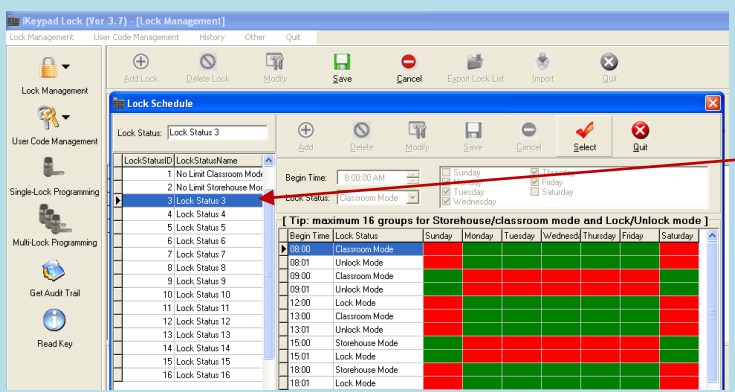 iKeypad Lock (Ver 3.7) - [Lock Management]
Lock Management User Code Management History Other Quit
Add Lock Delete Lock Modify Save Cancel Export Lock List Import Quit
Lock Management
User Code Management
Single-Lock Programming
Multi-Lock Programming
Get Audit Trail
Read Key
Lock Schedule
Lock Status: Lock Status 3
Add Delete Modify Save Cancel Select Quit
LockStatusID LockStatusName
1 No Limit Classroom Mode
2 No Limit Storehouse Moc
3 Lock Status 3
4 Lock Status 4
5 Lock Status 5
6 Lock Status 6
7 Lock Status 7
8 Lock Status 8
9 Lock Status 9
10 Lock Status 10
11 Lock Status 11
12 Lock Status 12
13 Lock Status 13
14 Lock Status 14
15 Lock Status 15
16 Lock Status 16
Begin Time: 8:00:00 AM
Lock Status: Classroom Mode
Sunday Thursday
Monday Friday
Tuesday Saturday
Wednesday
[ Tip: maximum 16 groups for Storehouse/classroom mode and Lock/Unlock mode ]
Begin Time Lock Status Sunday Monday Tuesday Wednesd Thursday Friday Saturday
08:00 Classroom Mode
08:01 Unlock Mode
09:00 Classroom Mode
09:01 Unlock Mode
12:00 Lock Mode
13:00 Classroom Mode
13:01 Unlock Mode
15:00 Storehouse Mode
15:01 Lock Mode
18:00 Storehouse Mode
18:01 Lock Mode